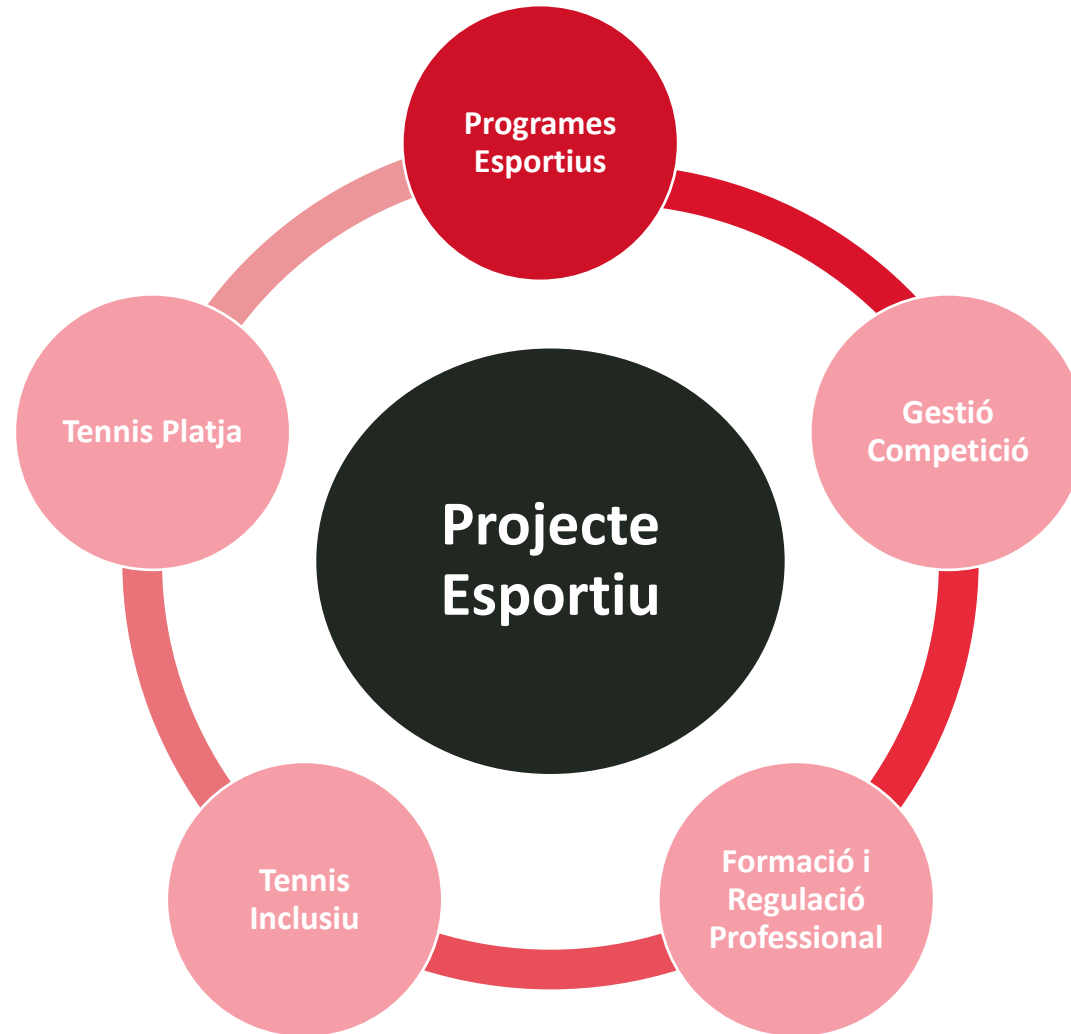 Programes
Esportius
Gestió
Competició
Formació i
Regulació
Professional
Tennis
Inclusiu
Tennis Platja
Projecte
Esportiu